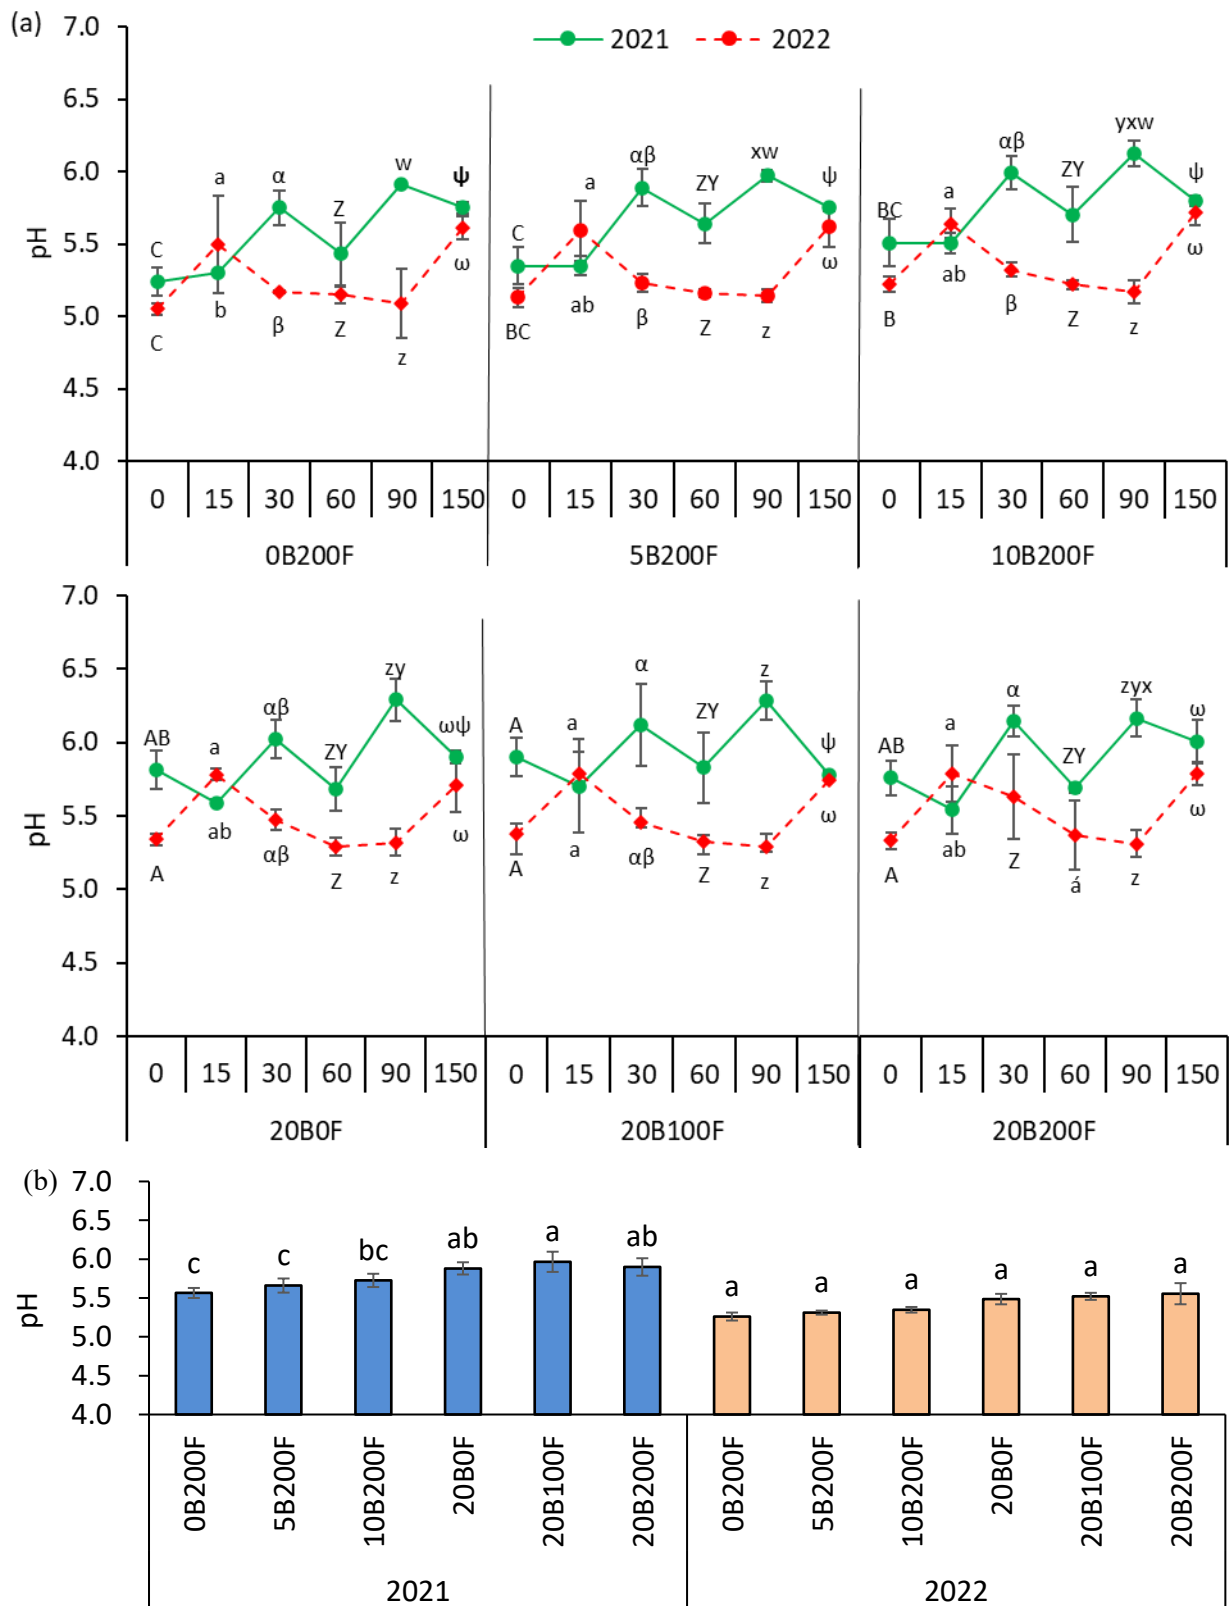 (a)
7.0
2021 2022
6.5
6.0
5.5
5.0
4.5
4.0
pH
C a α Z w ψ
C b β Z z ω
C a αβ ZY xw ψ
BC ab β Z z ω
BC a αβ ZY yxw ψ
B ab β Z z ω
0 15 30 60 90 150 0 15 30 60 90 150 0 15 30 60 90 150
0B200F 5B200F 10B200F
7.0
6.5
6.0
5.5
5.0
4.5
4.0
pH
AB a αβ ZY zy ωψ
A ab αβ Z z ω
A a α ZY z ψ
A a αβ Z z ω
AB a α ZY zyx ω
A ab Z á z ω
0 15 30 60 90 150 0 15 30 60 90 150 0 15 30 60 90 150
20B0F 20B100F 20B200F
(b)
7.0
6.5
6.0
5.5
5.0
4.5
4.0
pH
c c bc ab a ab a a a a a a
0B200F 5B200F 10B200F 20B0F 20B100F 20B200F 0B200F 5B200F 10B200F 20B0F 20B100F 20B200F
2021 2022